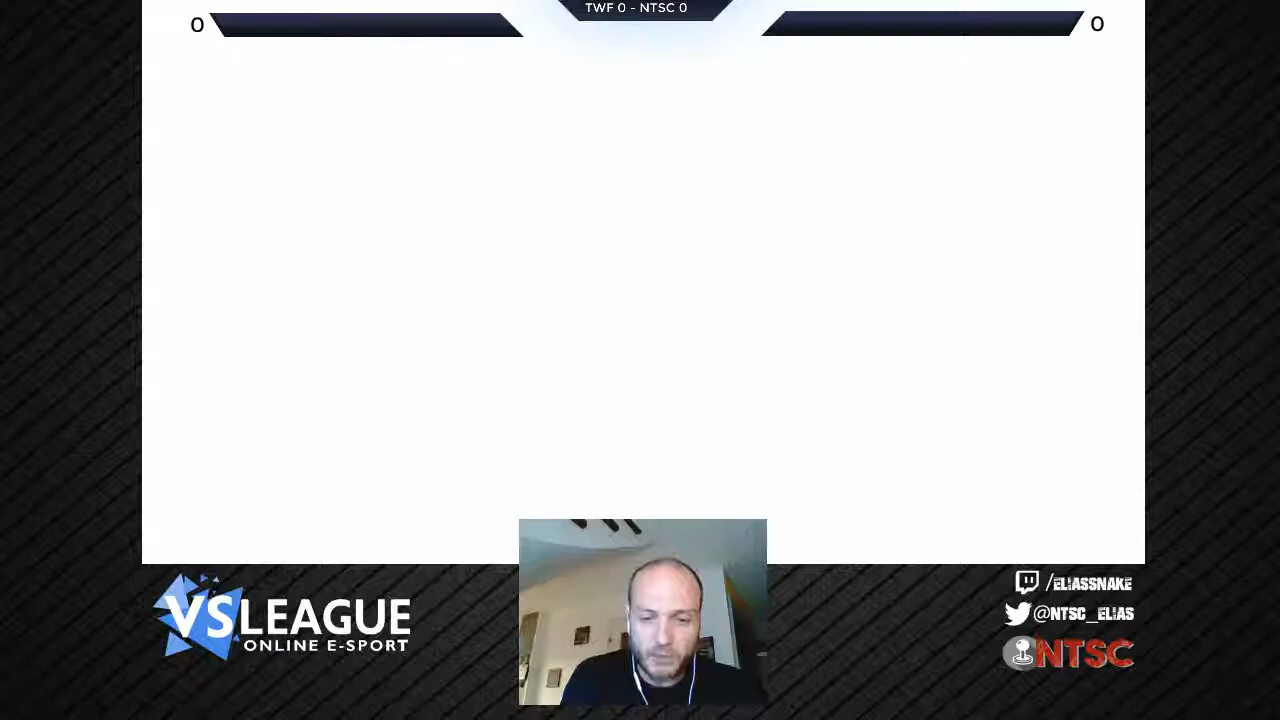 TWF 0 - NTSC 0
0
0
VSLEAGUE
ONLINE E-SPORT
/ELIASSNAKE
@NTSC_ELIAS
NTSC